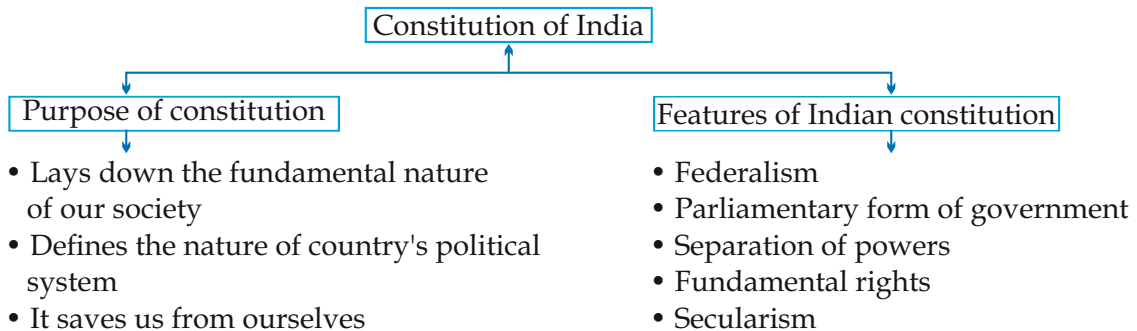 Constitution of India
Purpose of constitution
• Lays down the fundamental nature
of our society
• Defines the nature of country's political
system
• It saves us from ourselves
Features of Indian constitution
• Federalism
• Parliamentary form of government
• Separation of powers
• Fundamental rights
• Secularism